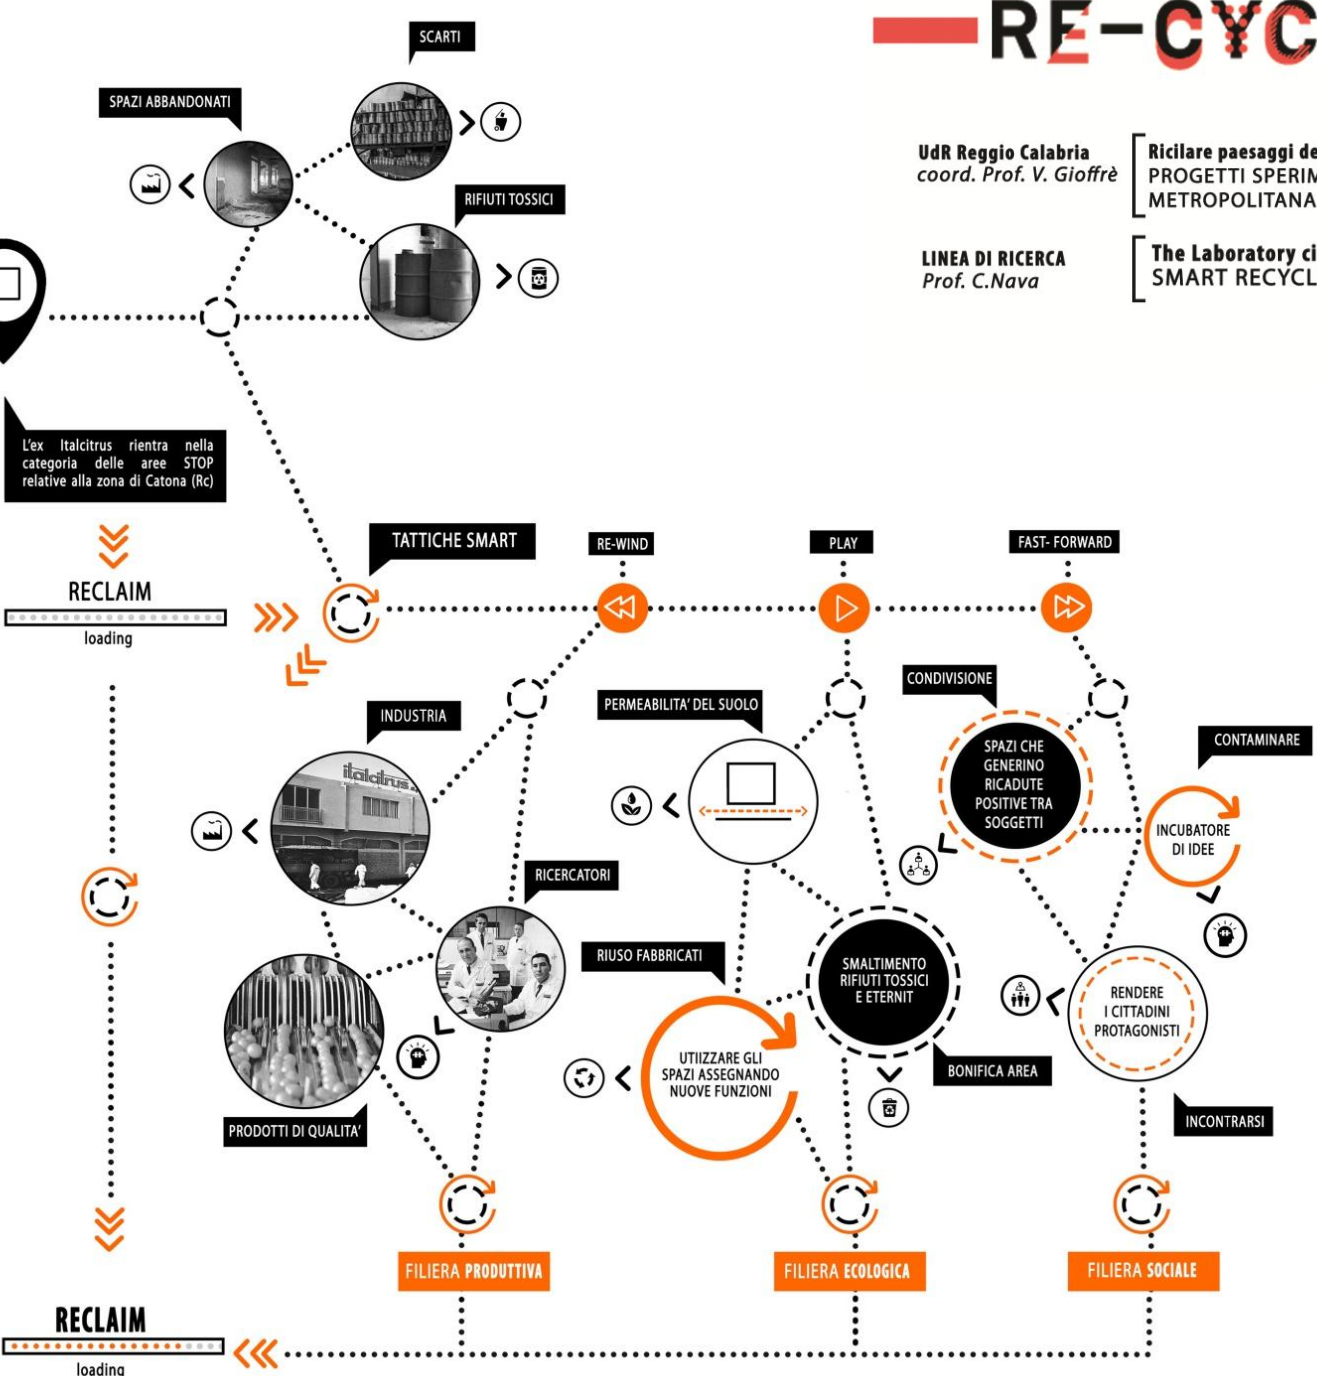 RE-CYC
SCARTI
SPAZI ABBANDONATI
RIFIUTI TOSSICI
UdR Reggio Calabria
coord. Prof. V. Gioffrè
Ricilare paesaggi de
PROGETTI SPERIM
METROPOLITANA
LINEA DI RICERCA
Prof. C.Nava
The Laboratory ci
SMART RECYCL
L'ex Italcitrus rientra nella
categoria delle aree STOP
relative alla zona di Catona (Rc)
RECLAIM
loading
TATTICHE SMART
RE-WIND
PLAY
FAST- FORWARD
INDUSTRIA
italcitrus
RICERCATORI
PRODOTTI DI QUALITA'
PERMEABILITA' DEL SUOLO
RIUSO FABBRICATI
UTIIZZARE GLI
SPAZI ASSEGNANDO
NUOVE FUNZIONI
SMALTIMENTO
RIFIUTI TOSSICI
E ETERNIT
BONIFICA AREA
CONDIVISIONE
SPAZI CHE
GENERINO
RICADUTE
POSITIVE TRA
SOGGETTI
CONTAMINARE
INCUBATORE
DI IDEE
RENDERE
I CITTADINI
PROTAGONISTI
INCONTRARSI
FILIERA PRODUTTIVA
FILIERA ECOLOGICA
FILIERA SOCIALE
RECLAIM
loading